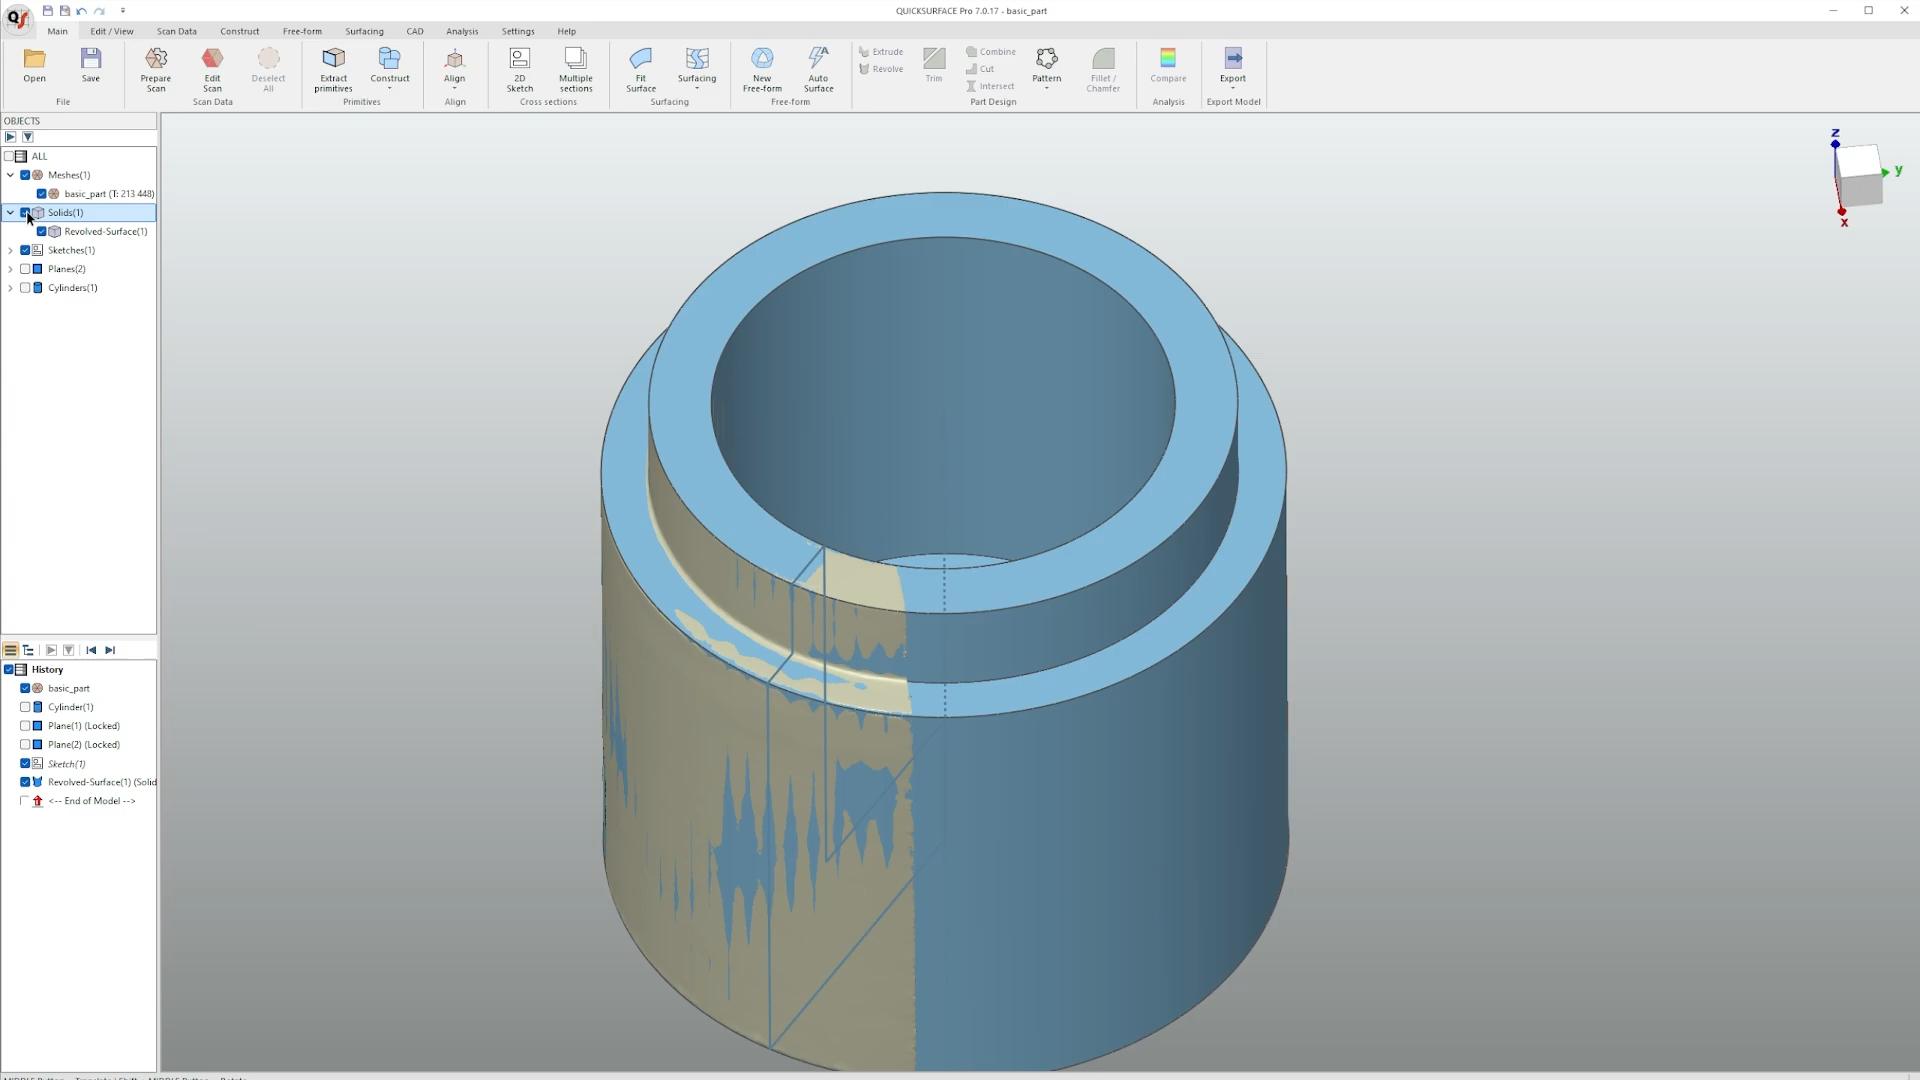 QUICKSURFACE Pro 7.0.17 - basic_part
Main Edit / View Scan Data Construct Free-form Surfacing CAD Analysis Settings Help
Open Save
File
Prepare Scan Edit Scan Deselect All
Scan Data
Extract primitives Construct
Primitives
Align
Align
2D Sketch Multiple sections
Cross sections
Fit Surface Surfacing
Surfacing
New Free-form Auto Surface
Free-form
Extrude Revolve Trim Combine Cut Intersect Pattern Fillet / Chamfer
Part Design
Compare
Analysis
Export
Export Model
OBJECTS
ALL
Meshes(1)
basic_part (T: 213 448)
Solids(1)
Revolved-Surface(1)
Sketches(1)
Planes(2)
Cylinders(1)
History
basic_part
Cylinder(1)
Plane(1) (Locked)
Plane(2) (Locked)
Sketch(1)
Revolved-Surface(1) (Solid
<-- End of Model -->
z
y
x